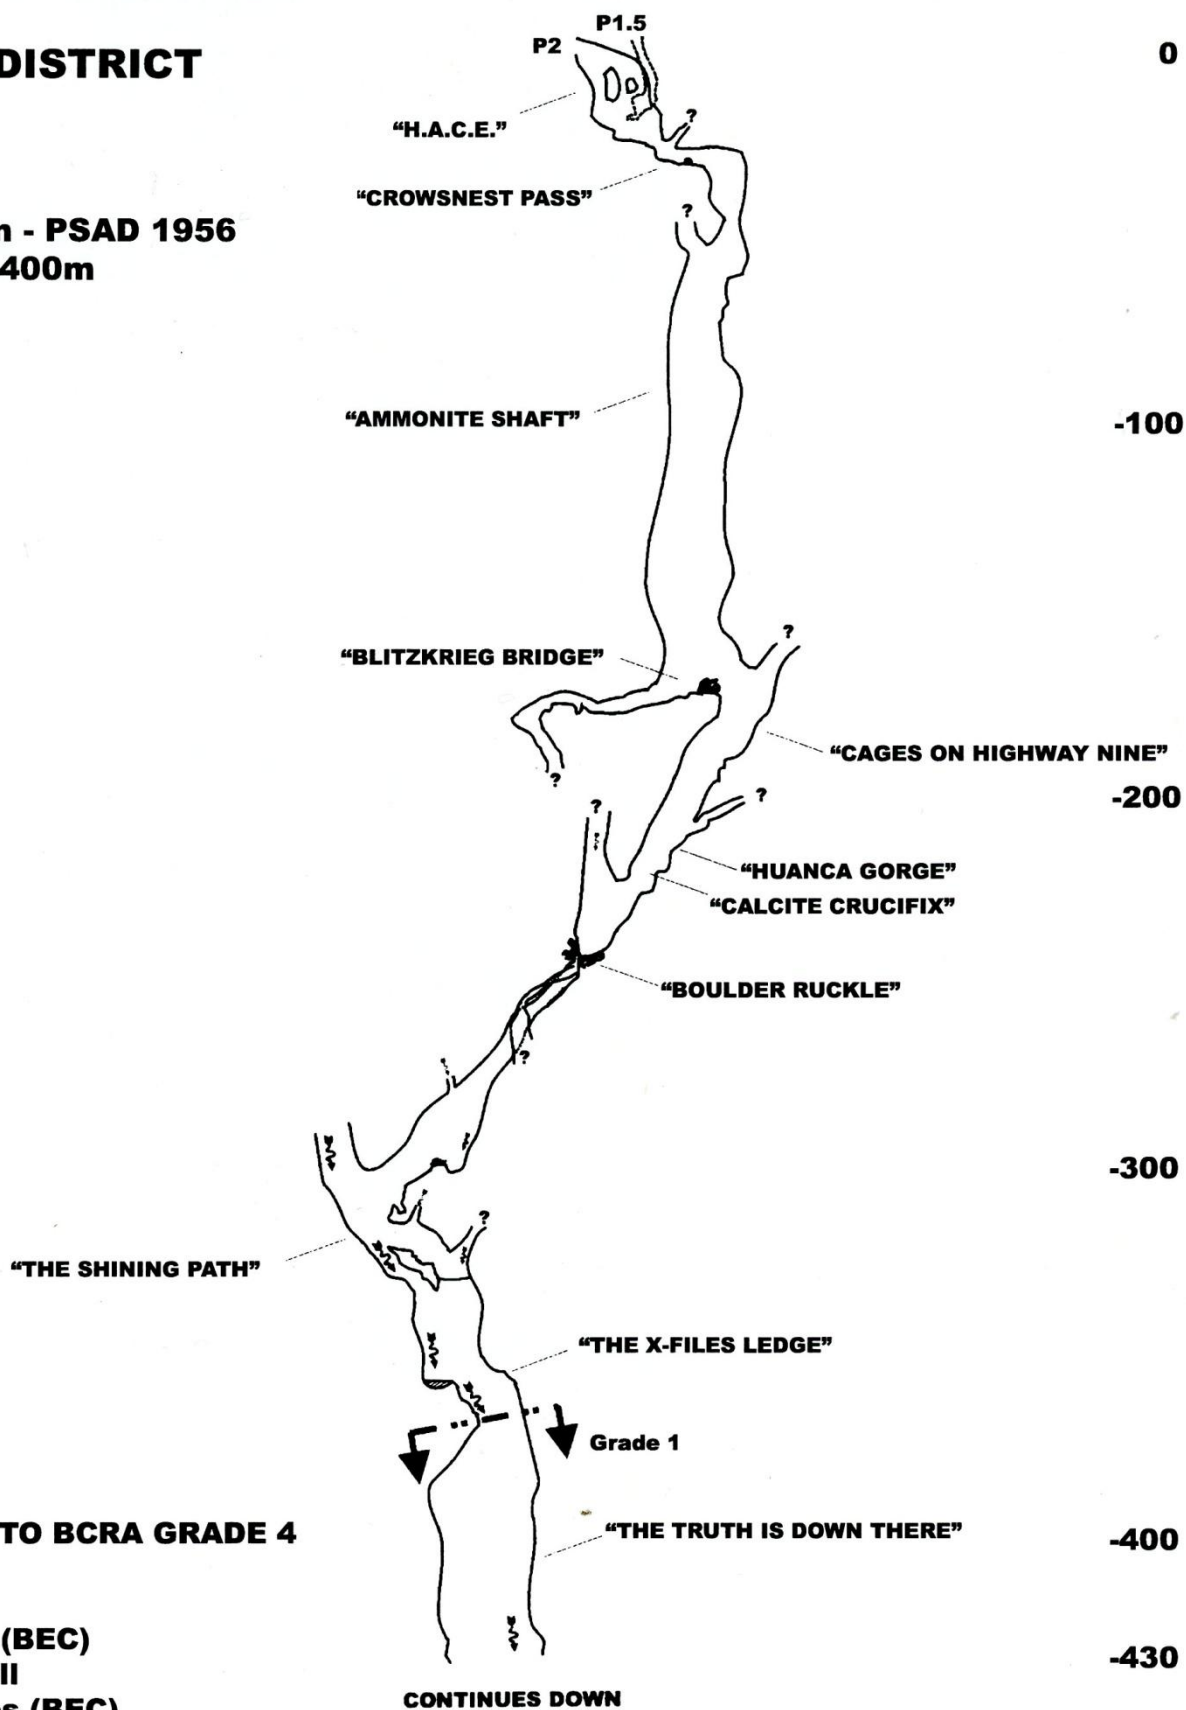 P1.5
P2
0
DISTRICT
?
"H.A.C.E."
"CROWSNEST PASS"
?
- PSAD 1956
400m
"AMMONITE SHAFT"
-100
?
"BLITZKRIEG BRIDGE"
"CAGES ON HIGHWAY NINE"
?
-200
?
?
"HUANCA GORGE"
"CALCITE CRUCIFIX"
"BOULDER RUCKLE"
?
-300
?
"THE SHINING PATH"
"THE X-FILES LEDGE"
Grade 1
TO BCRA GRADE 4
"THE TRUTH IS DOWN THERE"
-400
(BEC)
ll
-430
(BEC)
CONTINUES DOWN